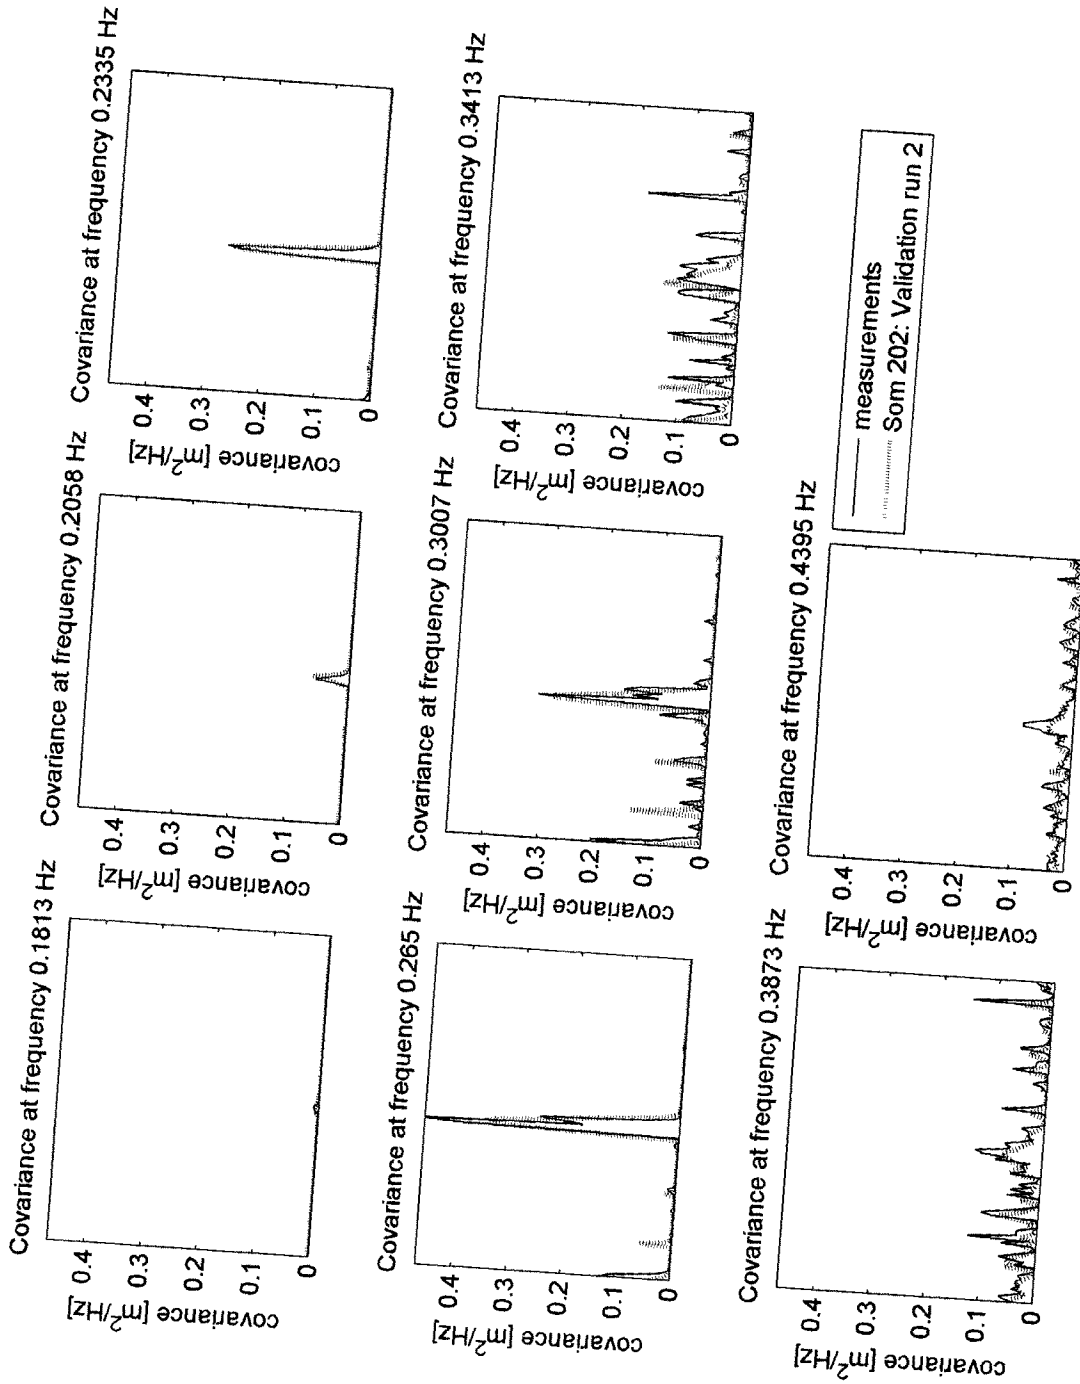 Covariance at frequency 0.1813 Hz
covariance [m²/Hz]
0.4
0.3
0.2
0.1
0
Covariance at frequency 0.2058 Hz
covariance [m²/Hz]
0.4
0.3
0.2
0.1
0
Covariance at frequency 0.2335 Hz
covariance [m²/Hz]
0.4
0.3
0.2
0.1
0
Covariance at frequency 0.265 Hz
covariance [m²/Hz]
0.4
0.3
0.2
0.1
0
Covariance at frequency 0.3007 Hz
covariance [m²/Hz]
0.4
0.3
0.2
0.1
0
Covariance at frequency 0.3413 Hz
covariance [m²/Hz]
0.4
0.3
0.2
0.1
0
Covariance at frequency 0.3873 Hz
covariance [m²/Hz]
0.4
0.3
0.2
0.1
0
Covariance at frequency 0.4395 Hz
covariance [m²/Hz]
0.4
0.3
0.2
0.1
0
measurements
Som 202: Validation run 2